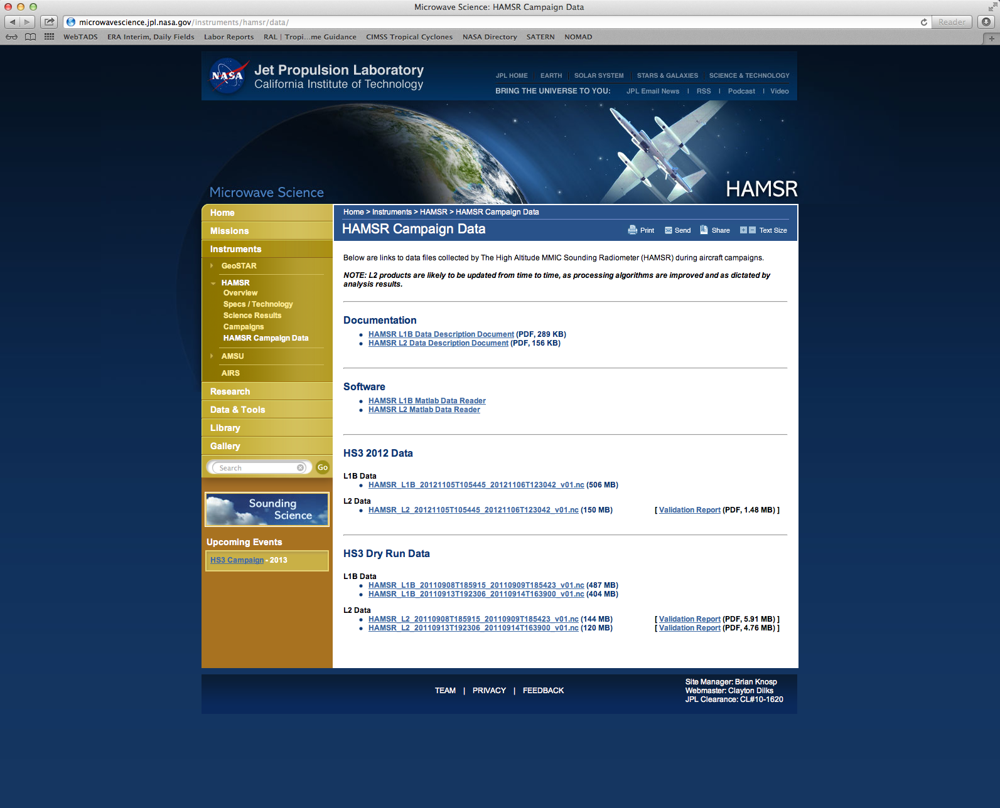 Microwave Science: HAMSR Campaign Data
microwavescience.jpl.nasa.gov/instruments/hamsr/data/
Reader
WebTADS ERA Interim, Daily Fields Labor Reports RAL | Tropi...me Guidance CIMSS Tropical Cyclones NASA Directory SATERN NOMAD
NASA
Jet Propulsion Laboratory
California Institute of Technology
JPL HOME EARTH SOLAR SYSTEM STARS & GALAXIES SCIENCE & TECHNOLOGY
BRING THE UNIVERSE TO YOU: JPL Email News | RSS | Podcast | Video
Microwave Science
HAMSR
Home
Missions
Instruments
GeoSTAR
HAMSR
Overview
Specs / Technology
Science Results
Campaigns
HAMSR Campaign Data
AMSU
AIRS
Research
Data & Tools
Library
Gallery
Search Go
Sounding
Science
Upcoming Events
HS3 Campaign - 2013
Home > Instruments > HAMSR > HAMSR Campaign Data
HAMSR Campaign Data
Print Send Share Text Size
Below are links to data files collected by The High Altitude MMIC Sounding Radiometer (HAMSR) during aircraft campaigns.
NOTE: L2 products are likely to be updated from time to time, as processing algorithms are improved and as dictated by
analysis results.
Documentation
• HAMSR L1B Data Description Document (PDF, 289 KB)
• HAMSR L2 Data Description Document (PDF, 156 KB)
Software
• HAMSR L1B Matlab Data Reader
• HAMSR L2 Matlab Data Reader
HS3 2012 Data
L1B Data
• HAMSR_L1B_20121105T105445_20121106T123042_v01.nc (506 MB)
L2 Data
• HAMSR_L2_20121105T105445_20121106T123042_v01.nc (150 MB) [ Validation Report (PDF, 1.48 MB) ]
HS3 Dry Run Data
L1B Data
• HAMSR_L1B_20110908T185915_20110909T185423_v01.nc (487 MB)
• HAMSR_L1B_20110913T192306_20110914T163900_v01.nc (404 MB)
L2 Data
• HAMSR_L2_20110908T185915_20110909T185423_v01.nc (144 MB) [ Validation Report (PDF, 5.91 MB) ]
• HAMSR_L2_20110913T192306_20110914T163900_v01.nc (120 MB) [ Validation Report (PDF, 4.76 MB) ]
TEAM | PRIVACY | FEEDBACK
Site Manager: Brian Knosp
Webmaster: Clayton Dilks
JPL Clearance: CL#10-1620